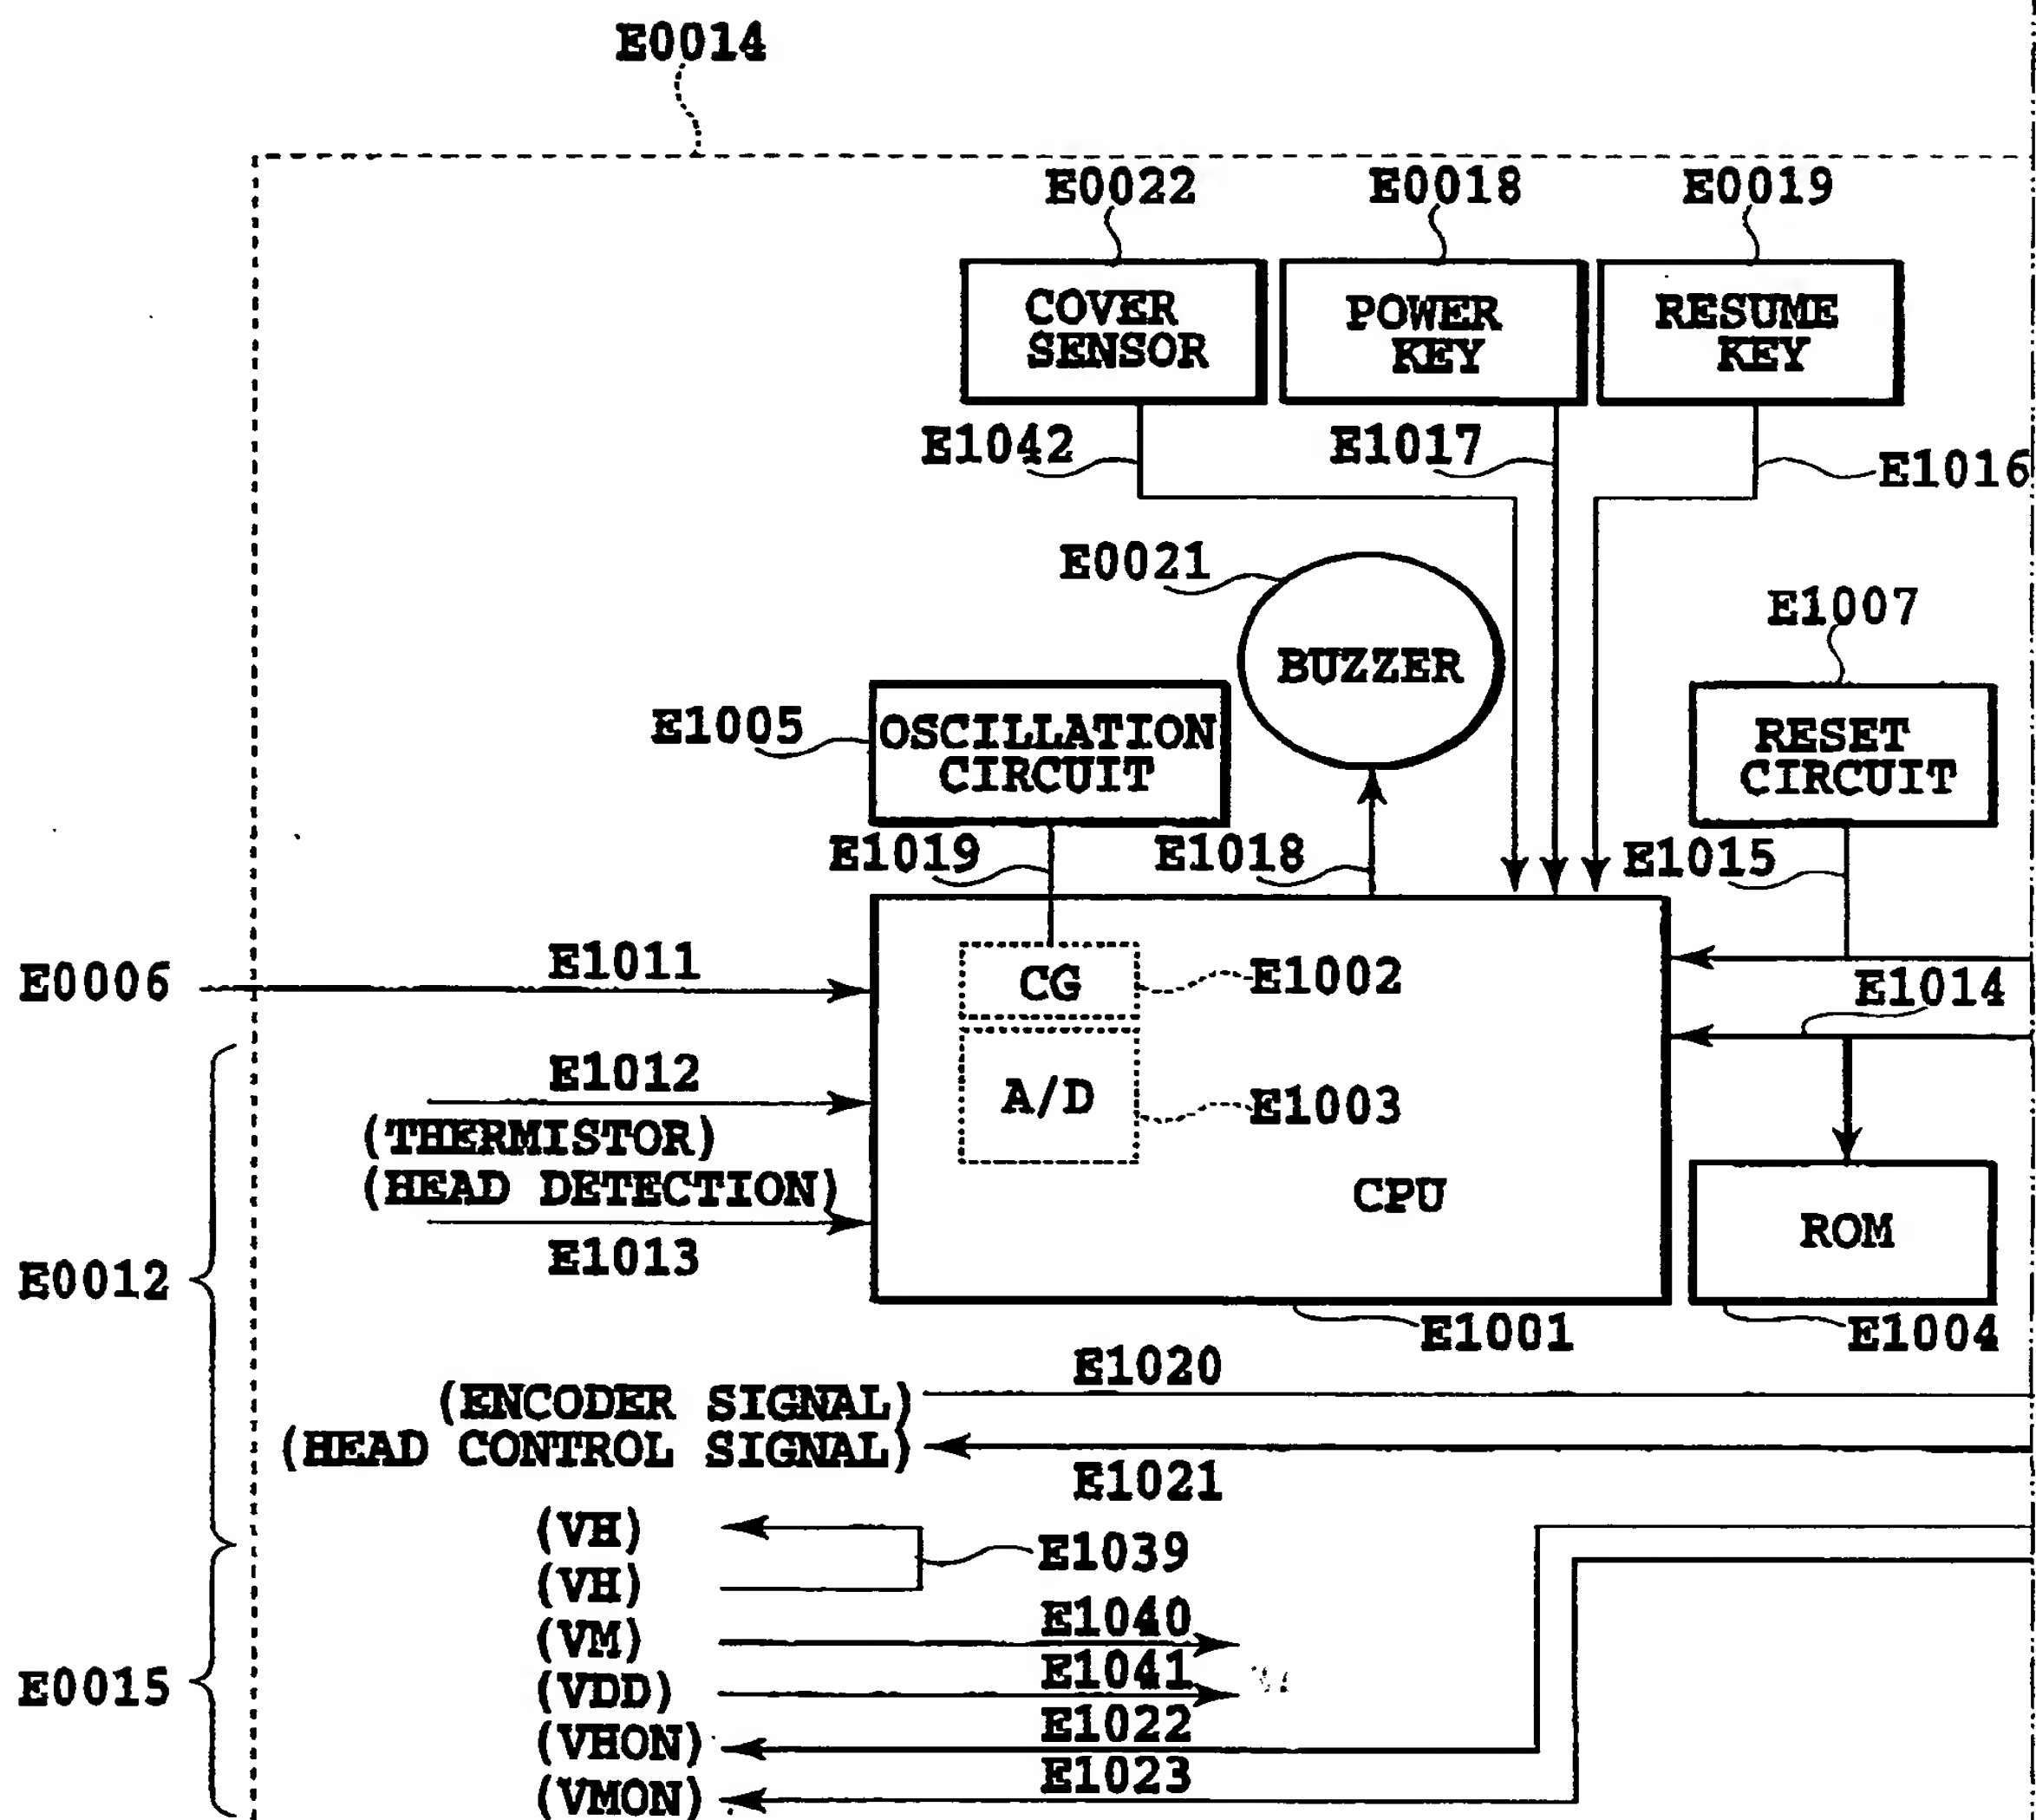 E0014
E0022
E0018
E0019
COVER
SENSOR
POWER
KEY
RESUME
KEY
E1042
E1017
E1016
E0021
BUZZER
E1007
E1005
OSCILLATION
CIRCUIT
RESET
CIRCUIT
E1019
E1018
E1015
E0006
E1011
CG
E1002
E1014
E1012
(THERMISTOR)
A/D
E1003
(HEAD DETECTION)
E1013
CPU
ROM
E0012
E1001
E1004
E1020
(ENCODER SIGNAL)
(HEAD CONTROL SIGNAL)
E1021
(VH)
E1039
(VH)
E1040
(VM)
E1041
E0015
(VDD)
E1022
(VHON)
E1023
(VMON)